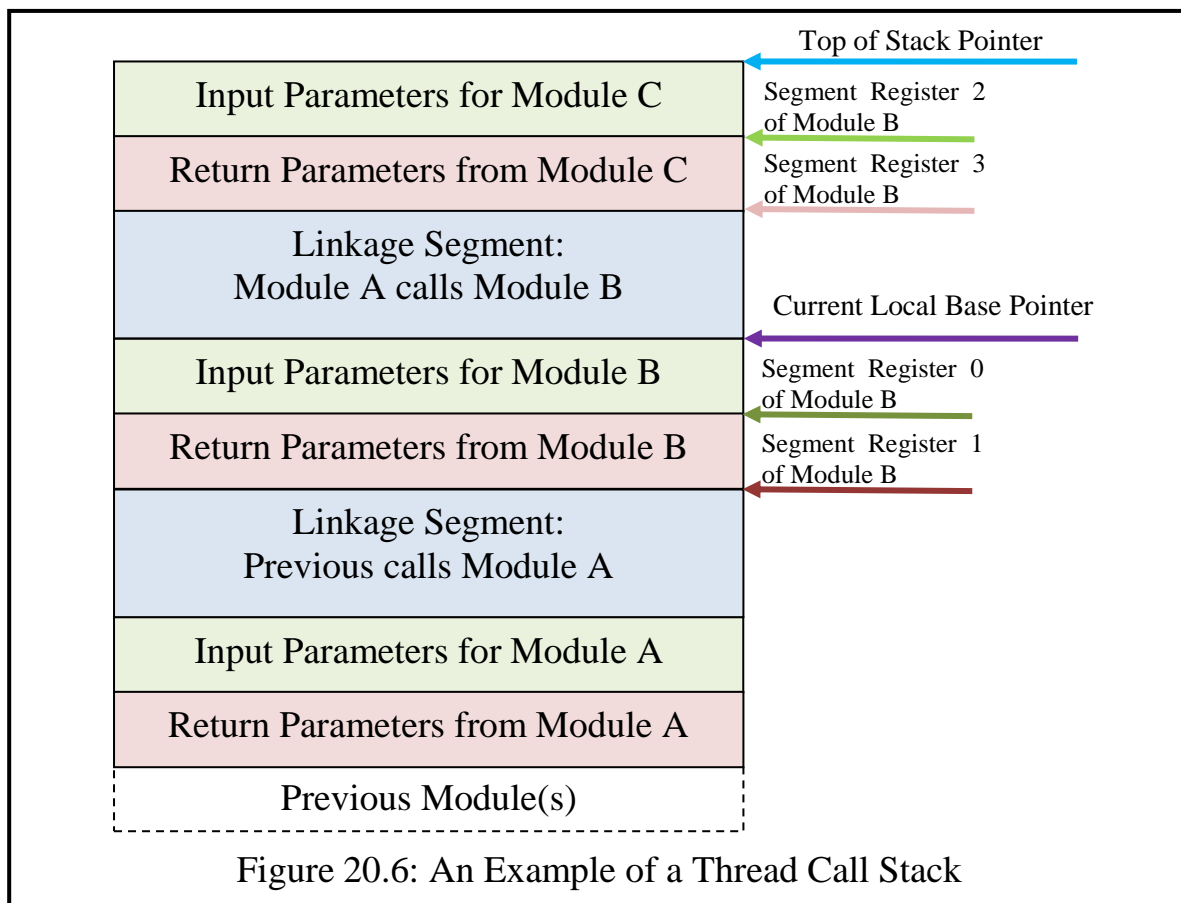 Top of Stack Pointer
Input Parameters for Module C
Segment Register 2
of Module B
Return Parameters from Module C
Segment Register 3
of Module B
Linkage Segment:
Module A calls Module B
Current Local Base Pointer
Input Parameters for Module B
Segment Register 0
of Module B
Return Parameters from Module B
Segment Register 1
of Module B
Linkage Segment:
Previous calls Module A
Input Parameters for Module A
Return Parameters from Module A
Previous Module(s)
Figure 20.6: An Example of a Thread Call Stack